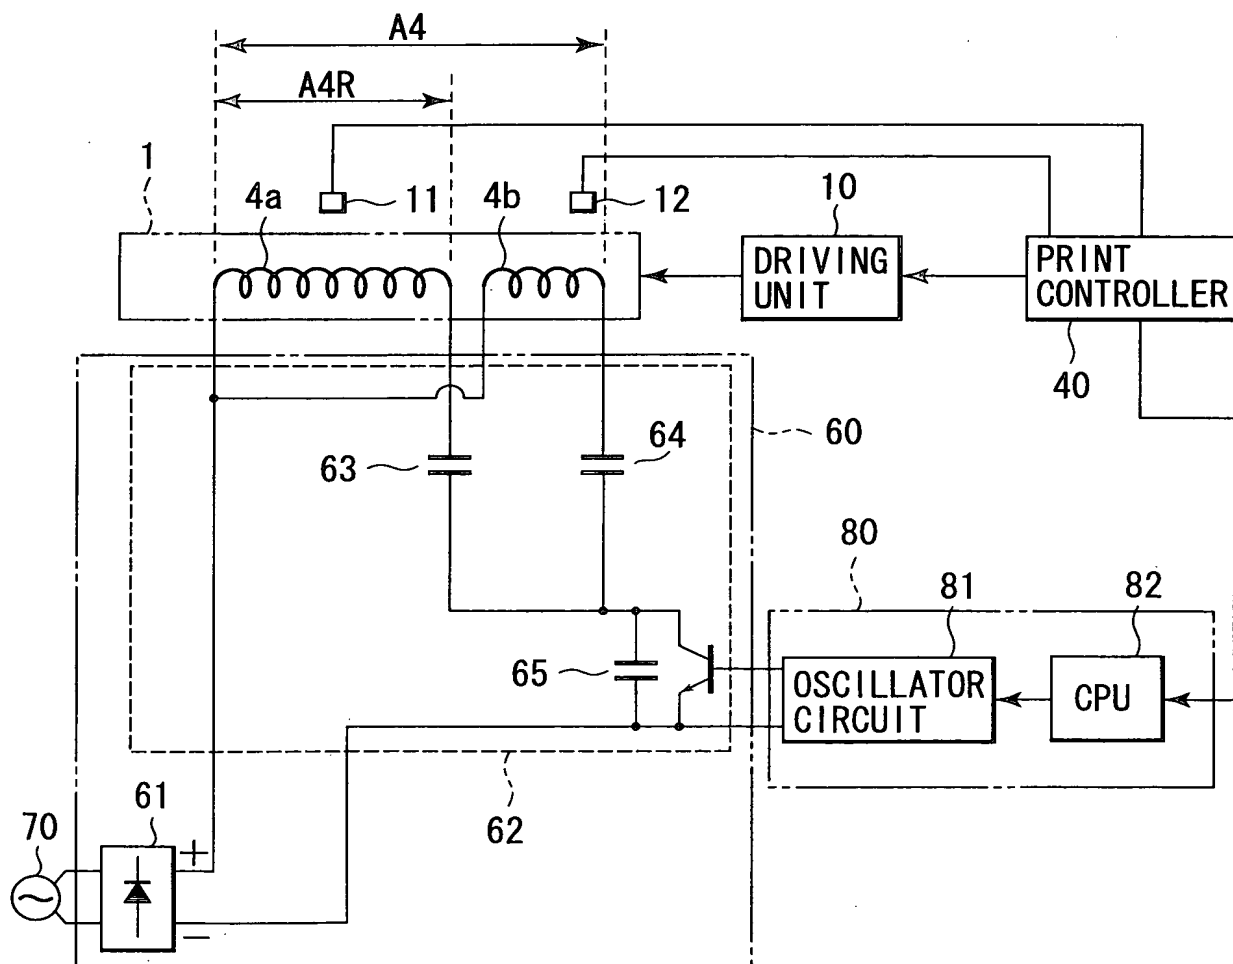 A4
A4R
1
4a
11
4b
12
10
DRIVING
UNIT
PRINT
CONTROLLER
40
63
64
60
80
81
82
65
OSCILLATOR
CIRCUIT
CPU
62
61
70
+
−